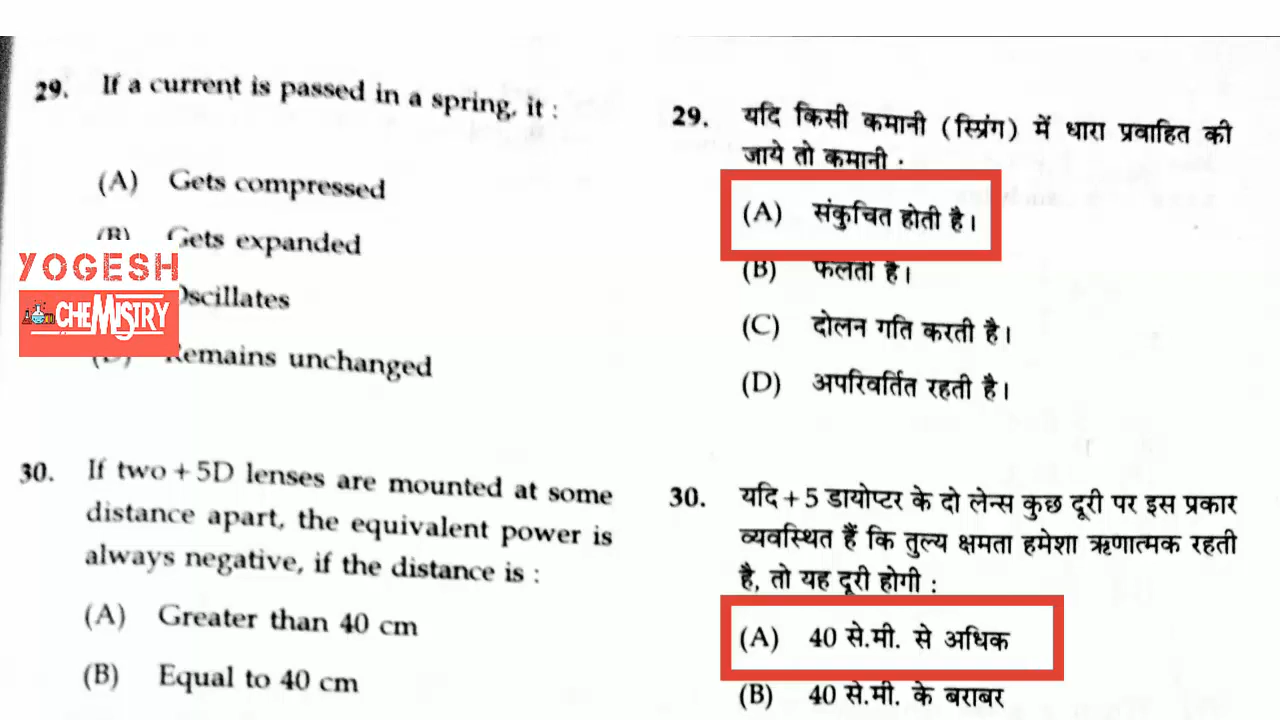 29. If a current is passed in a spring, it :
(A) Gets compressed
(B) Gets expanded
Oscillates
Remains unchanged
YOGESH
CHEMISTRY
30. If two + 5D lenses are mounted at some
distance apart, the equivalent power is
always negative, if the distance is :
(A) Greater than 40 cm
(B) Equal to 40 cm
29. यदि किसी कमानी (स्प्रिंग) में धारा प्रवाहित की
जाये तो कमानी :
(A) संकुचित होती है।
(B) फैलती है।
(C) दोलन गति करती है।
(D) अपरिवर्तित रहती है।
30. यदि + 5 डायोप्टर के दो लेन्स कुछ दूरी पर इस प्रकार
व्यवस्थित हैं कि तुल्य क्षमता हमेशा ऋणात्मक रहती
है, तो यह दूरी होगी :
(A) 40 से.मी. से अधिक
(B) 40 से.मी. के बराबर